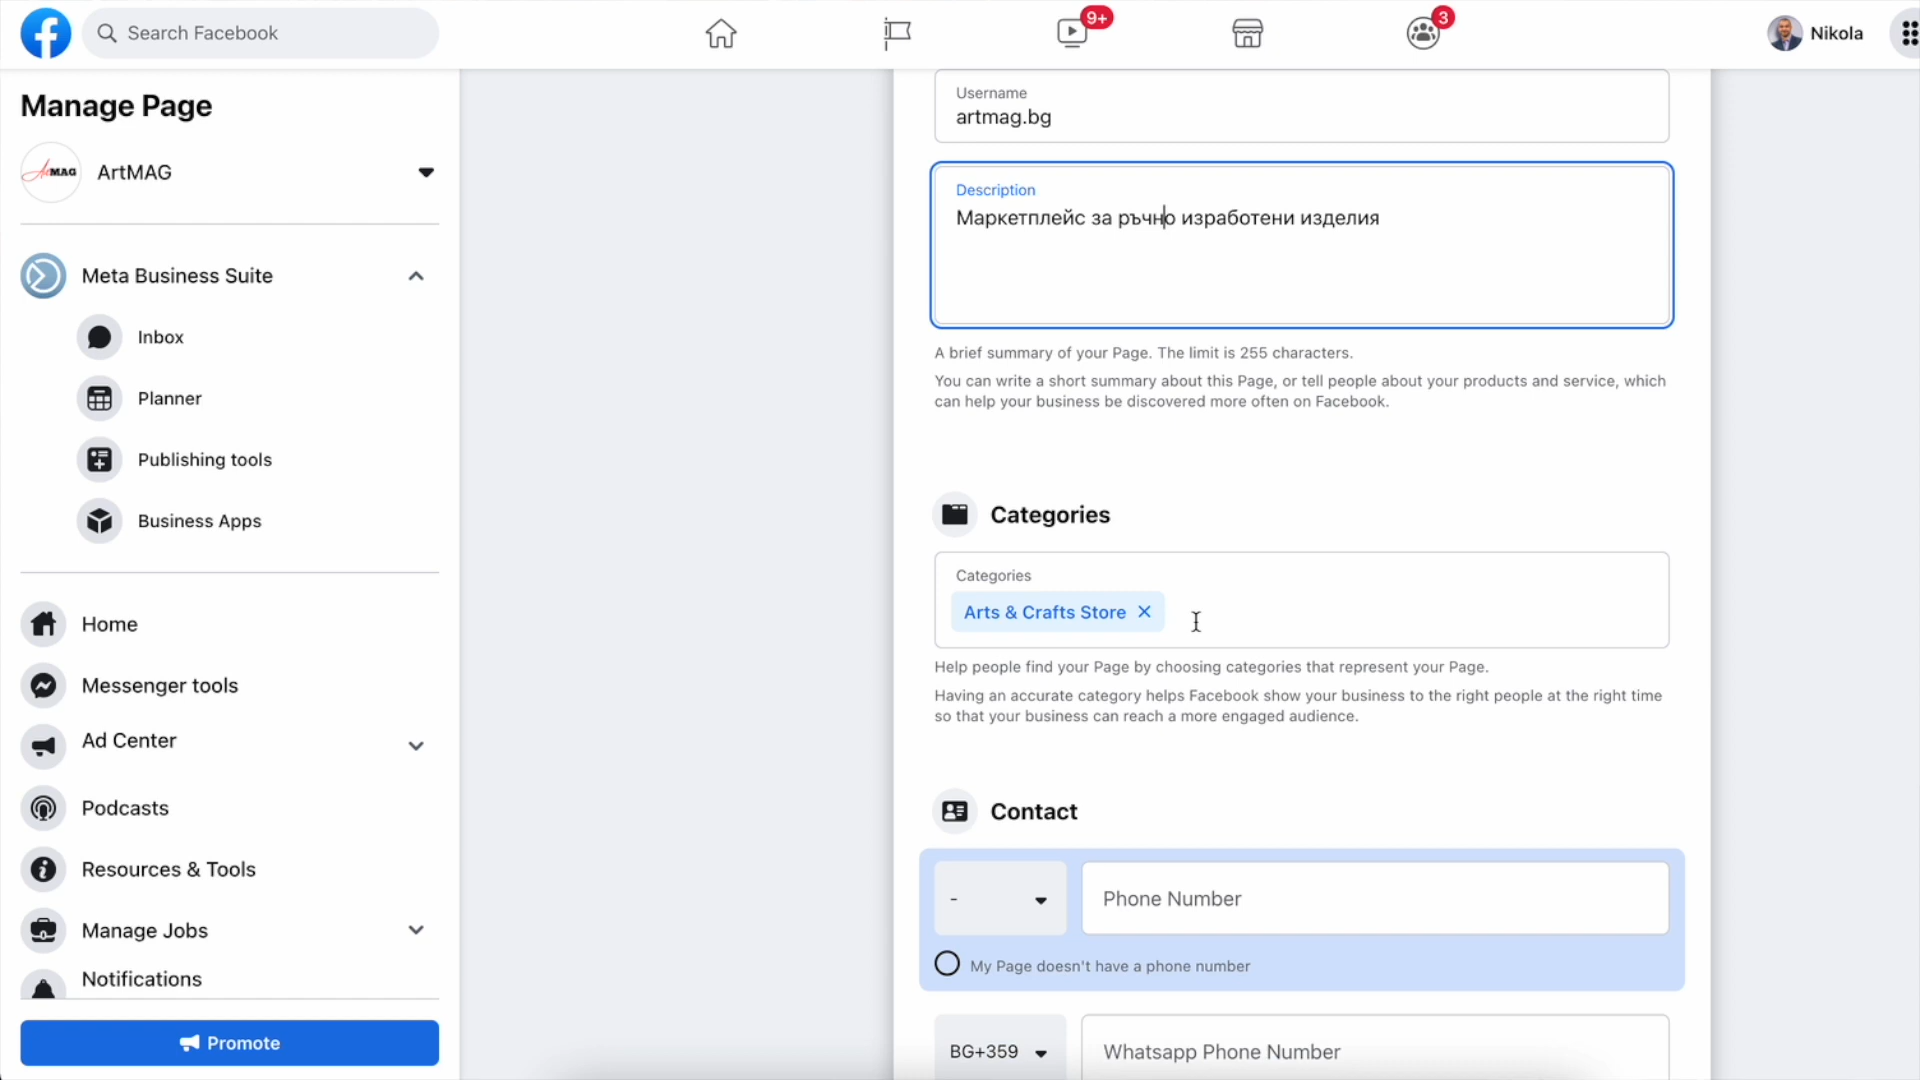 Search Facebook
9+
3
Nikola
Manage Page
ArtMAG
ArtMAG
Meta Business Suite
Inbox
Planner
Publishing tools
Business Apps
Home
Messenger tools
Ad Center
Podcasts
Resources & Tools
Manage Jobs
Notifications
Promote
Username
artmag.bg
Description
Маркетплейс за ръчно изработени изделия
A brief summary of your Page. The limit is 255 characters.
You can write a short summary about this Page, or tell people about your products and service, which
can help your business be discovered more often on Facebook.
Categories
Categories
Arts & Crafts Store
Help people find your Page by choosing categories that represent your Page.
Having an accurate category helps Facebook show your business to the right people at the right time
so that your business can reach a more engaged audience.
Contact
-
Phone Number
My Page doesn't have a phone number
BG+359
Whatsapp Phone Number